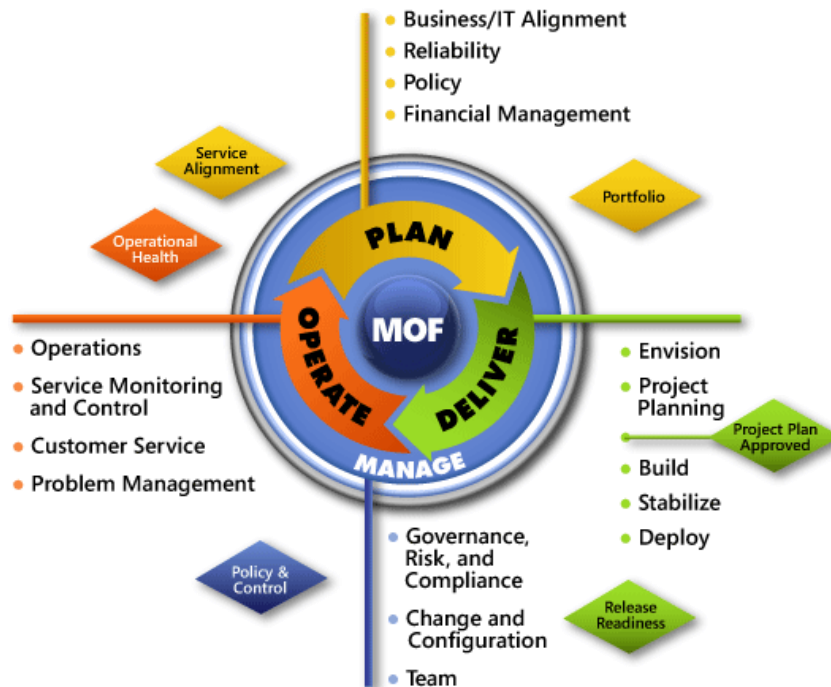 Business/IT Alignment
Reliability
Policy
Financial Management
Service
Alignment
Portfolio
Operational
Health
PLAN
MOF
OPERATE
DELIVER
MANAGE
Operations
Service Monitoring
and Control
Customer Service
Problem Management
Envision
Project
Planning
Project Plan
Approved
Build
Stabilize
Deploy
Governance,
Risk, and
Compliance
Change and
Configuration
Team
Policy &
Control
Release
Readiness